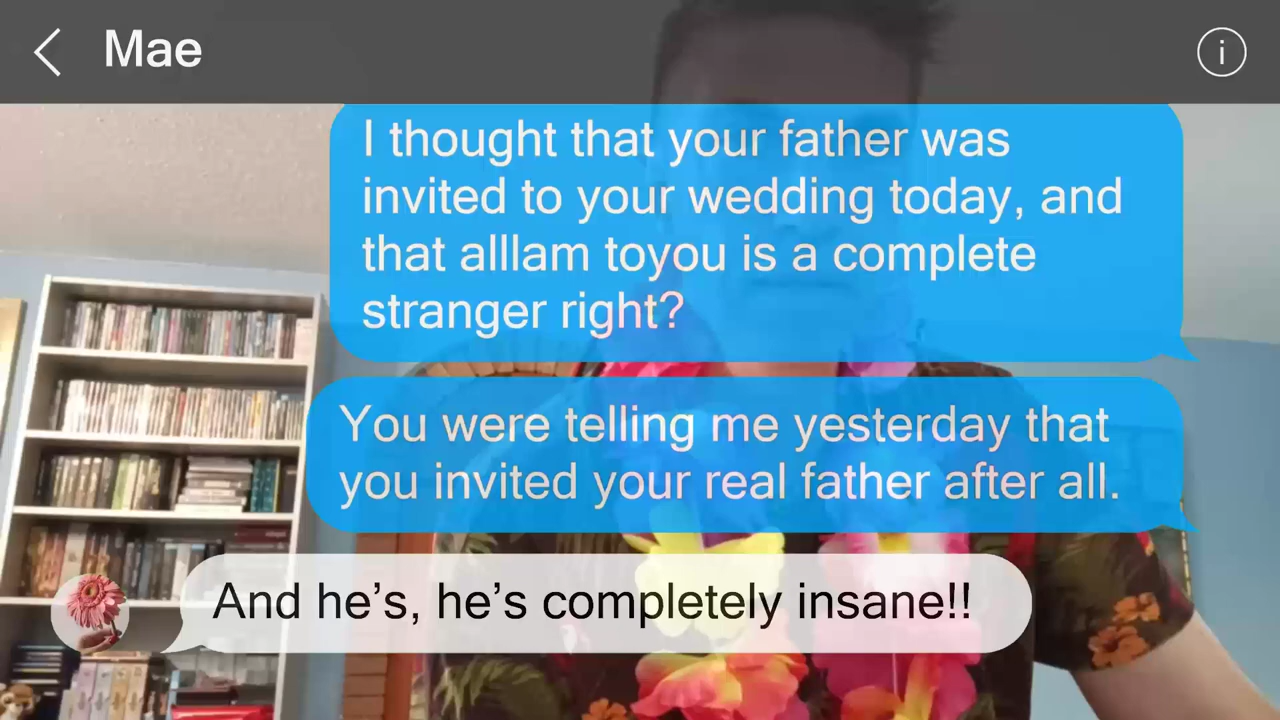 Mae
I thought that your father was
invited to your wedding today, and
that alllam toyou is a complete
stranger right?
You were telling me yesterday that
you invited your real father after all.
And he’s, he’s completely insane!!